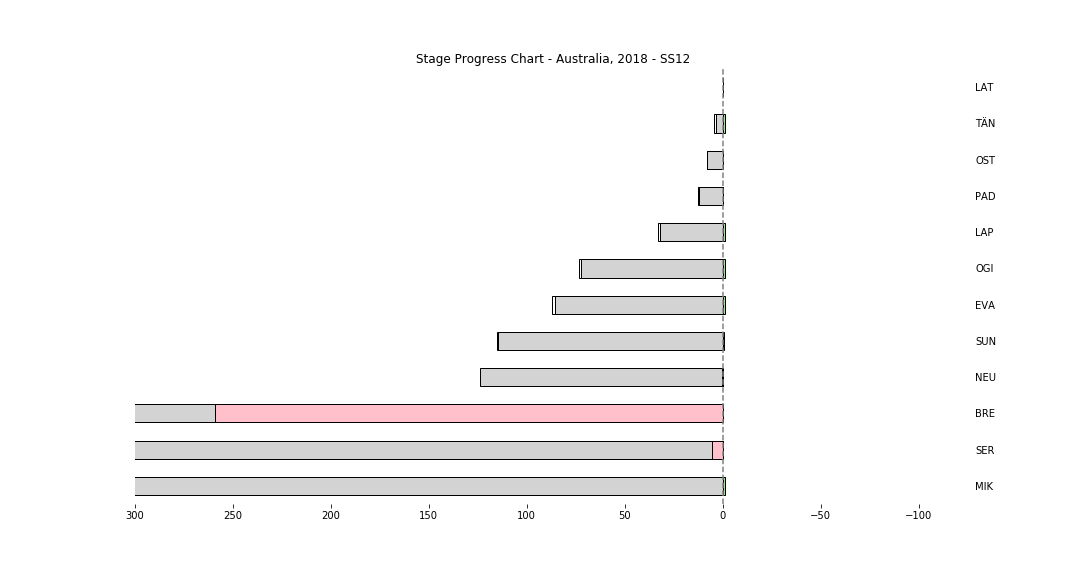 Stage Progress Chart - Australia, 2018 - SS12
LAT
TÄN
OST
PAD
LAP
OGI
EVA
SUN
NEU
BRE
SER
MIK
300 250 200 150 100 50 0 −50 −100